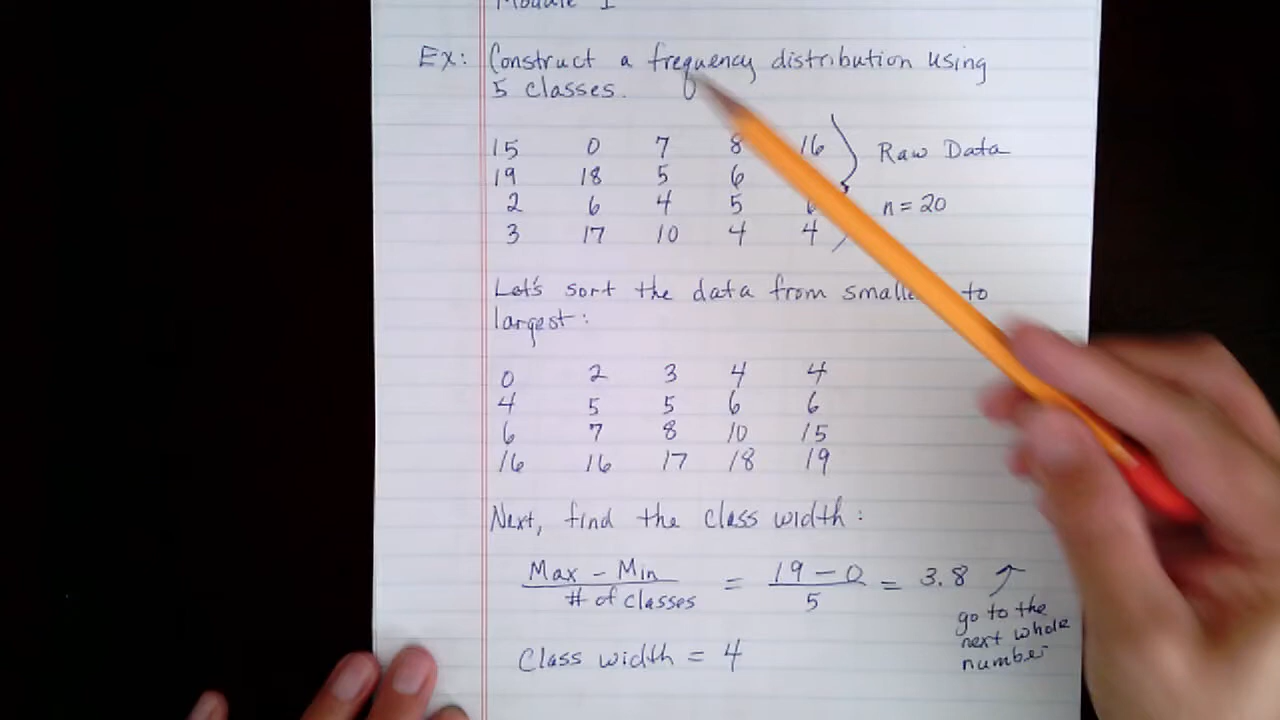 Module 1
Ex: Construct a frequency distribution using
5 classes.
15 0 7 8 16
19 18 5 6
2 6 4 5 6
3 17 10 4 4
Raw Data
n = 20
Let's sort the data from smalle to
largest:
0 2 3 4 4
4 5 5 6 6
6 7 8 10 15
16 16 17 18 19
Next, find the class width:
Max - Min / # of classes = 19 - 0 / 5 = 3.8
go to the
next whole
number
Class width = 4